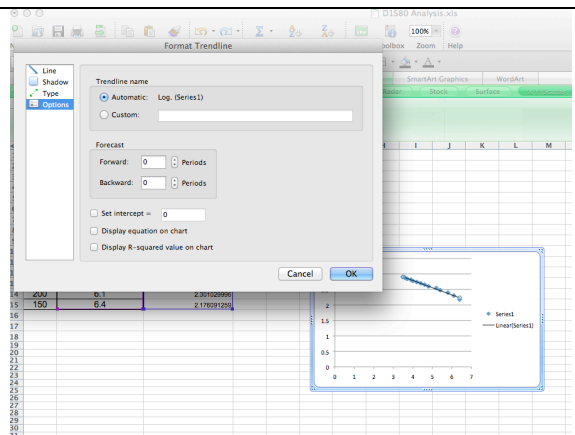 D1580 Analysis.xls
100%
Format Trendline
oolbox Zoom Help
SmartArt Graphics WordArt
Radar Stock Surface
Line
Shadow
Type
Options
Trendline name
Automatic: Log. (Series1)
Custom:
Forecast
Forward: 0 Periods
Backward: 0 Periods
Set intercept = 0
Display equation on chart
Display R-squared value on chart
Cancel OK
I J K L M
14 200 6.1 2.301029996
15 150 6.4 2.176091259
16
17
18
19
20
21
22
23
24
25
26
27
28
29
30
2
1.5
1
0.5
0
0 1 2 3 4 5 6 7
Series1
Linear(Series1)